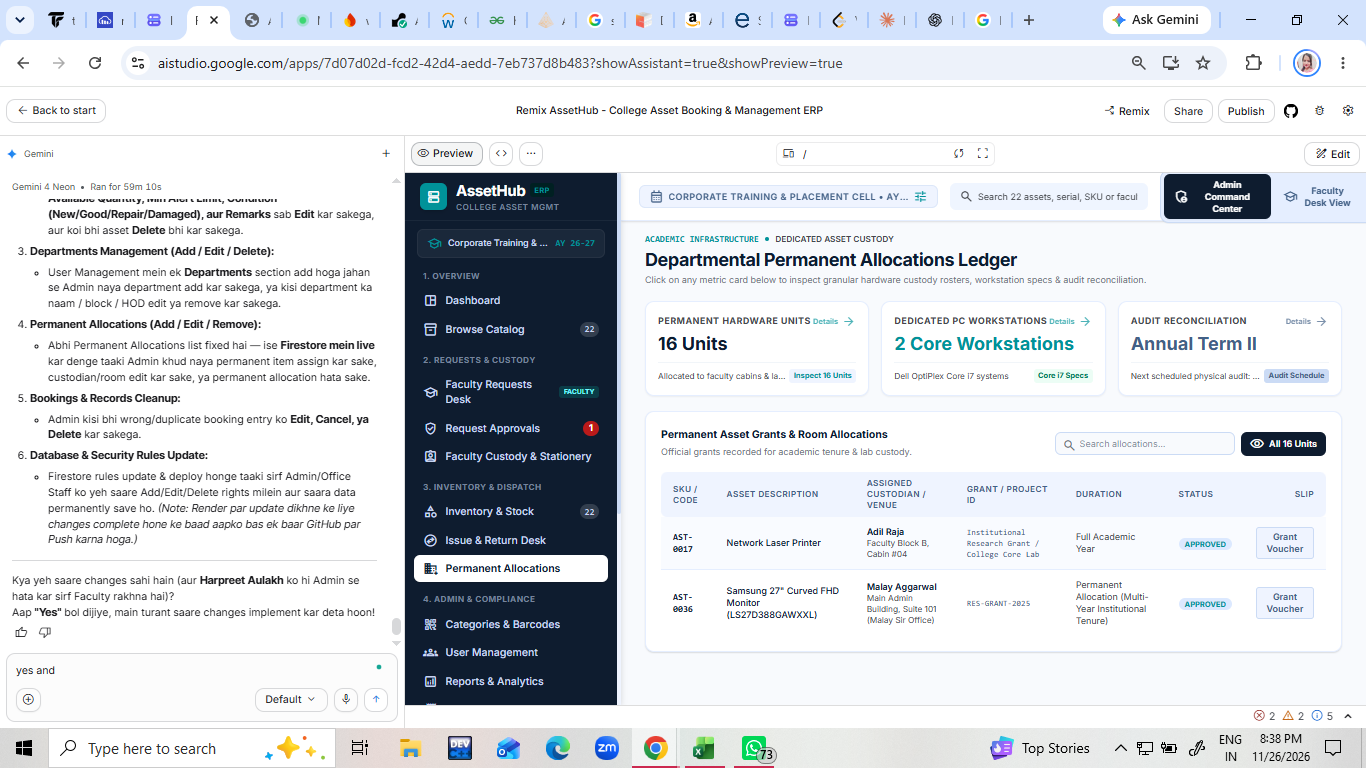 Ask Gemini
aistudio.google.com/apps/7d07d02d-fcd2-42d4-aedd-7eb737d8b483?showAssistant=true&showPreview=true
Back to start
Remix AssetHub - College Asset Booking & Management ERP
Remix
Share
Publish
Gemini
Preview
/
Edit
Gemini 4 Neon • Ran for 59m 10s
Available Quantity, Min Alert Limit, Condition
(New/Good/Repair/Damaged), aur Remarks sab Edit kar sakega,
aur koi bhi asset Delete bhi kar sakega.
3. Departments Management (Add / Edit / Delete):
User Management mein ek Departments section add hoga jahan
se Admin naya department add kar sakega, ya kisi department ka
naam / block / HOD edit ya remove kar sakega.
4. Permanent Allocations (Add / Edit / Remove):
Abhi Permanent Allocations list fixed hai — ise Firestore mein live
kar denge taaki Admin khud naya permanent item assign kar sake,
custodian/room edit kar sake, ya permanent allocation hata sake.
5. Bookings & Records Cleanup:
Admin kisi bhi wrong/duplicate booking entry ko Edit, Cancel, ya
Delete kar sakega.
6. Database & Security Rules Update:
Firestore rules update & deploy honge taaki sirf Admin/Office
Staff ko yeh saare Add/Edit/Delete rights milein aur saara data
permanently save ho. (Note: Render par update dikhne ke liye
changes complete hone ke baad aapko bas ek baar GitHub par
Push karna hoga.)
Kya yeh saare changes sahi hain (aur Harpreet Aulakh ko hi Admin se
hata kar sirf Faculty rakhna hai)?
Aap "Yes" bol dijiye, main turant saare changes implement kar deta hoon!
yes and
Default
AssetHub ERP
COLLEGE ASSET MGMT
Corporate Training & ... AY 26-27
1. OVERVIEW
Dashboard
Browse Catalog 22
2. REQUESTS & CUSTODY
Faculty Requests
Desk
FACULTY
Request Approvals 1
Faculty Custody & Stationery
3. INVENTORY & DISPATCH
Inventory & Stock 22
Issue & Return Desk
Permanent Allocations
4. ADMIN & COMPLIANCE
Categories & Barcodes
User Management
Reports & Analytics
CORPORATE TRAINING & PLACEMENT CELL • AY...
Search 22 assets, serial, SKU or facul
Admin
Command
Center
Faculty
Desk View
ACADEMIC INFRASTRUCTURE • DEDICATED ASSET CUSTODY
Departmental Permanent Allocations Ledger
Click on any metric card below to inspect granular hardware custody rosters, workstation specs & audit reconciliation.
PERMANENT HARDWARE UNITS Details
16 Units
Allocated to faculty cabins & la... Inspect 16 Units
DEDICATED PC WORKSTATIONS Details
2 Core Workstations
Dell OptiPlex Core i7 systems Core i7 Specs
AUDIT RECONCILIATION Details
Annual Term II
Next scheduled physical audit: ... Audit Schedule
Permanent Asset Grants & Room Allocations
Official grants recorded for academic tenure & lab custody.
Search allocations...
All 16 Units
SKU /
CODE
ASSET DESCRIPTION
ASSIGNED
CUSTODIAN /
VENUE
GRANT / PROJECT
ID
DURATION
STATUS
SLIP
AST-
0017
Network Laser Printer
Adil Raja
Faculty Block B,
Cabin #04
Institutional
Research Grant /
College Core Lab
Full Academic
Year
APPROVED
Grant
Voucher
AST-
0036
Samsung 27" Curved FHD
Monitor
(LS27D388GAWXXL)
Malay Aggarwal
Main Admin
Building, Suite 101
(Malay Sir Office)
RES-GRANT-2025
Permanent
Allocation (Multi-
Year Institutional
Tenure)
APPROVED
Grant
Voucher
2 2 5
Type here to search
DEV
zm
73
Top Stories
ENG
IN
8:38 PM
11/26/2026